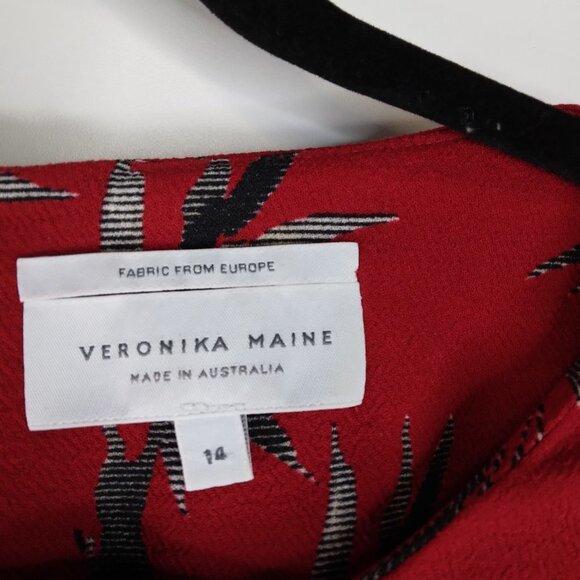 FABRIC FROM EUROPE
VERONIKA MAINE
MADE IN AUSTRALIA
14